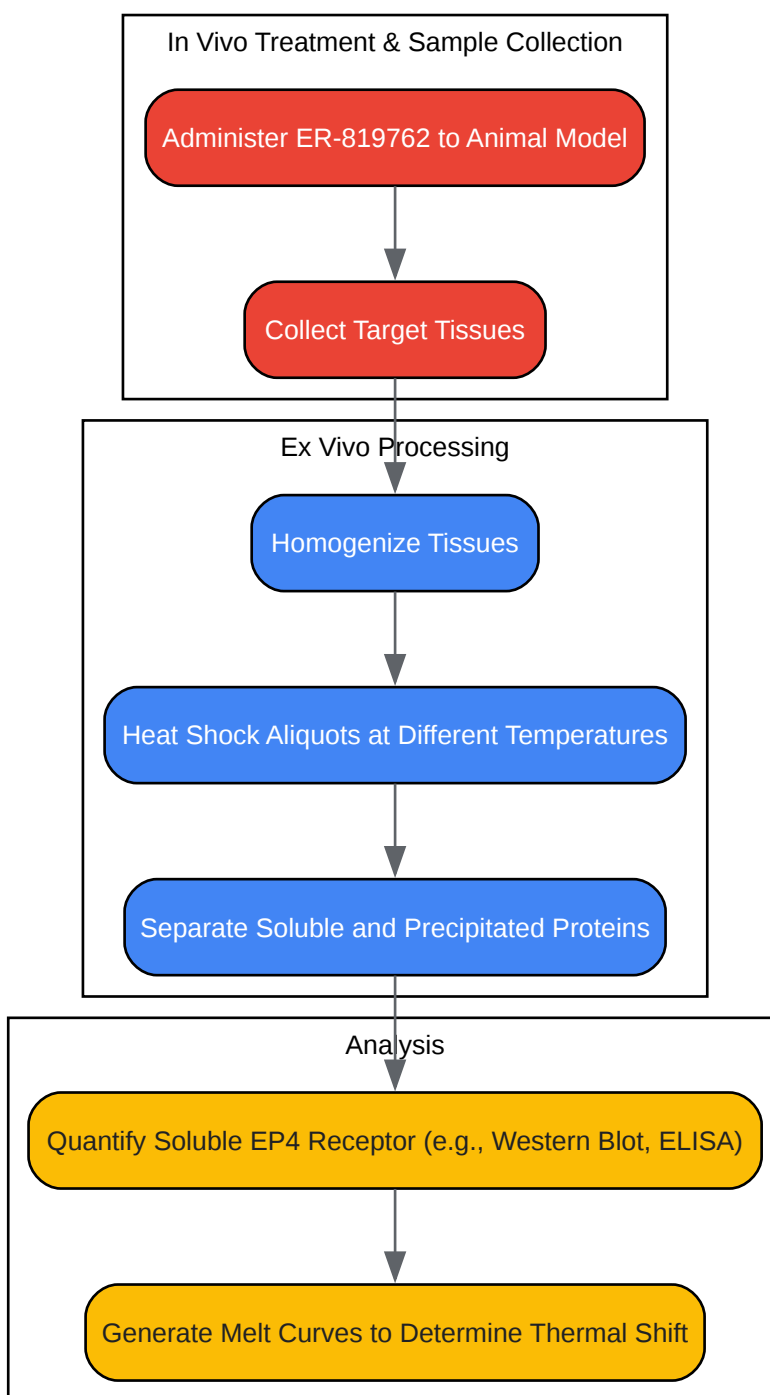 In Vivo Treatment & Sample Collection
Administer ER-819762 to Animal Model
Collect Target Tissues
Ex Vivo Processing
Homogenize Tissues
Heat Shock Aliquots at Different Temperatures
Separate Soluble and Precipitated Proteins
Analysis
Quantify Soluble EP4 Receptor (e.g., Western Blot, ELISA)
Generate Melt Curves to Determine Thermal Shift